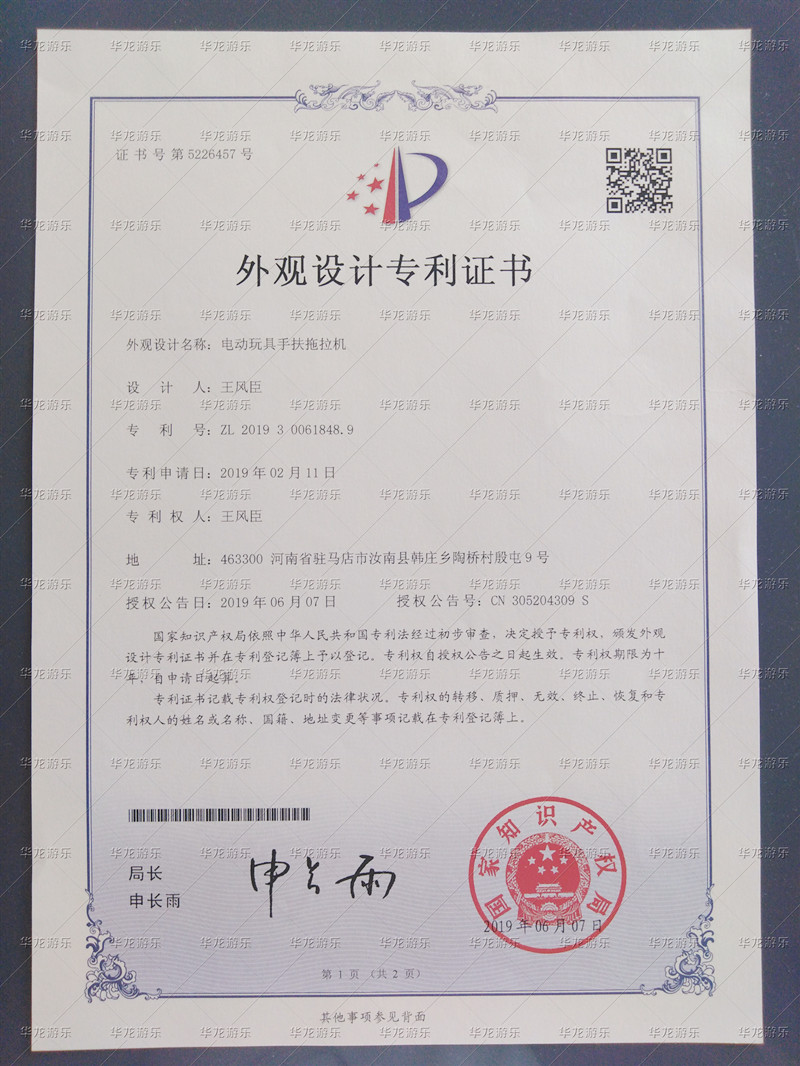 证书号第5226457号
外观设计专利证书
外观设计名称：电动玩具手扶拖拉机
设计人：王风臣
专利号：ZL 2019 3 0061848.9
专利申请日：2019年02月11日
专利权人：王风臣
地址：463300 河南省驻马店市汝南县韩庄乡陶桥村殷屯9号
授权公告日：2019年06月07日 授权公告号：CN 305204309 S
国家知识产权局依照中华人民共和国专利法经过初步审查，决定授予专利权，颁发外观
设计专利证书并在专利登记簿上予以登记。专利权自授权公告之日起生效。专利权期限为十
年，自申请日起算。
专利证书记载专利权登记时的法律状况。专利权的转移、质押、无效、终止、恢复和专
利权人的姓名或名称、国籍、地址变更等事项记载在专利登记簿上。
局长
申长雨
申长雨
国家知识产权局
2019年06月07日
第1页（共2页）
其他事项参见背面
华龙游乐